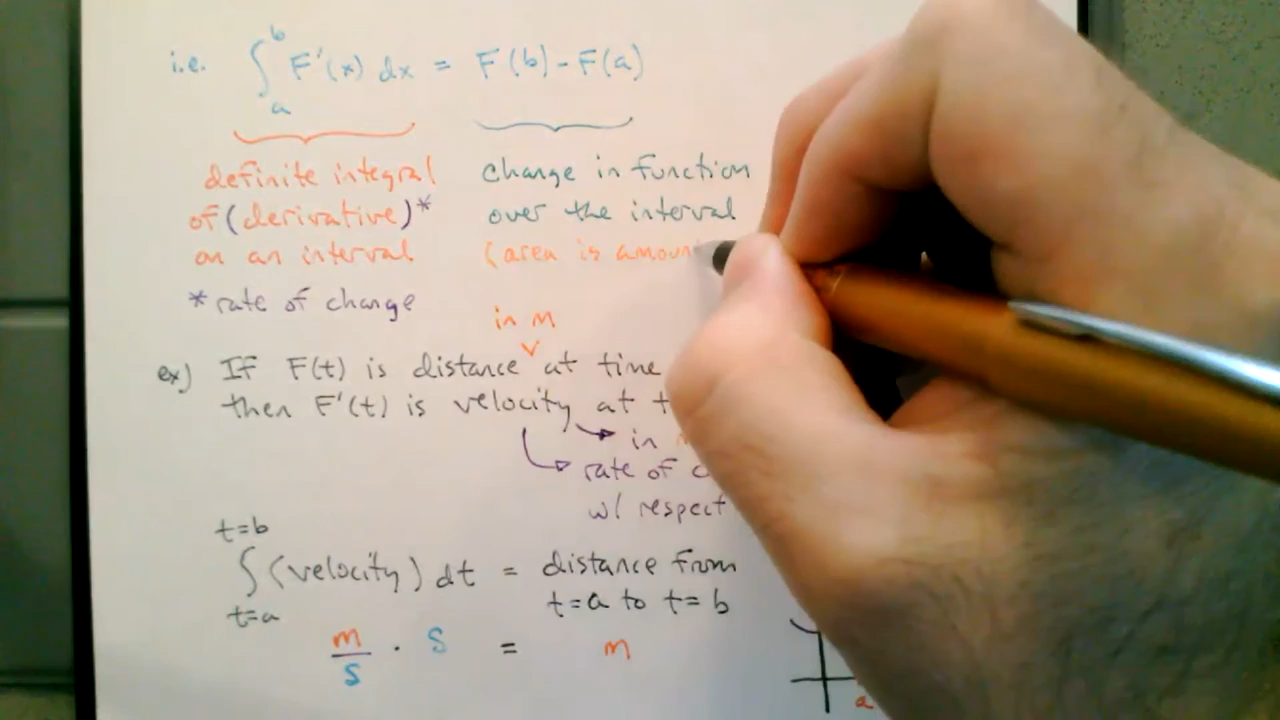 i.e. ∫ₐᵇ F'(x) dx = F(b) - F(a)
definite integral
of (derivative)*
on an interval
* rate of change
change in function
over the interval
(area is amoun
in m
ex) If F(t) is distance at time
then F'(t) is velocity at t
in
rate of c
w/ respect
t=b
∫ (velocity) dt = distance from
t=a
t=a to t=b
m/s · s = m
a